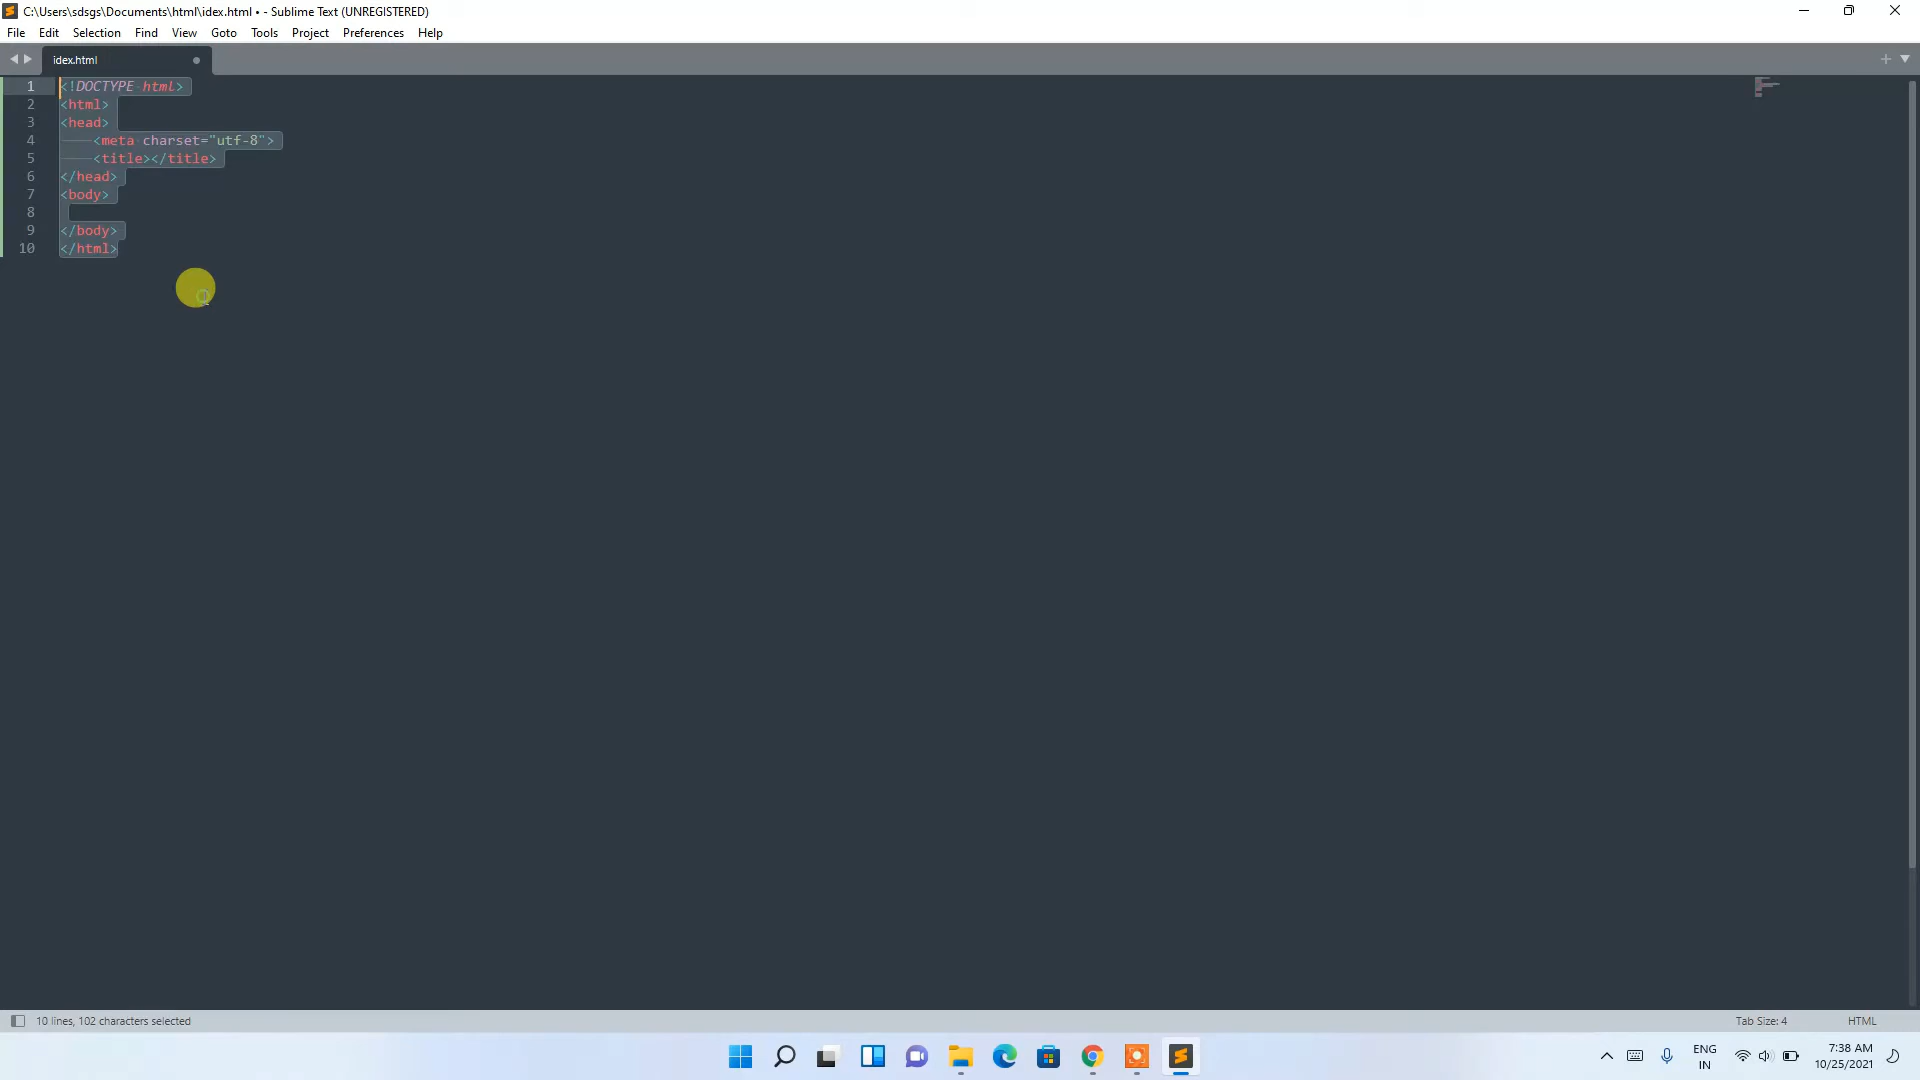 C:\Users\sdsgs\Documents\html\idex.html • - Sublime Text (UNREGISTERED)
File Edit Selection Find View Goto Tools Project Preferences Help
idex.html
1 <!DOCTYPE html>
2 <html>
3 <head>
4 <meta charset="utf-8">
5 <title></title>
6 </head>
7 <body>
8
9 </body>
10 </html>
10 lines, 102 characters selected
Tab Size: 4 HTML
ENG
IN
7:38 AM
10/25/2021